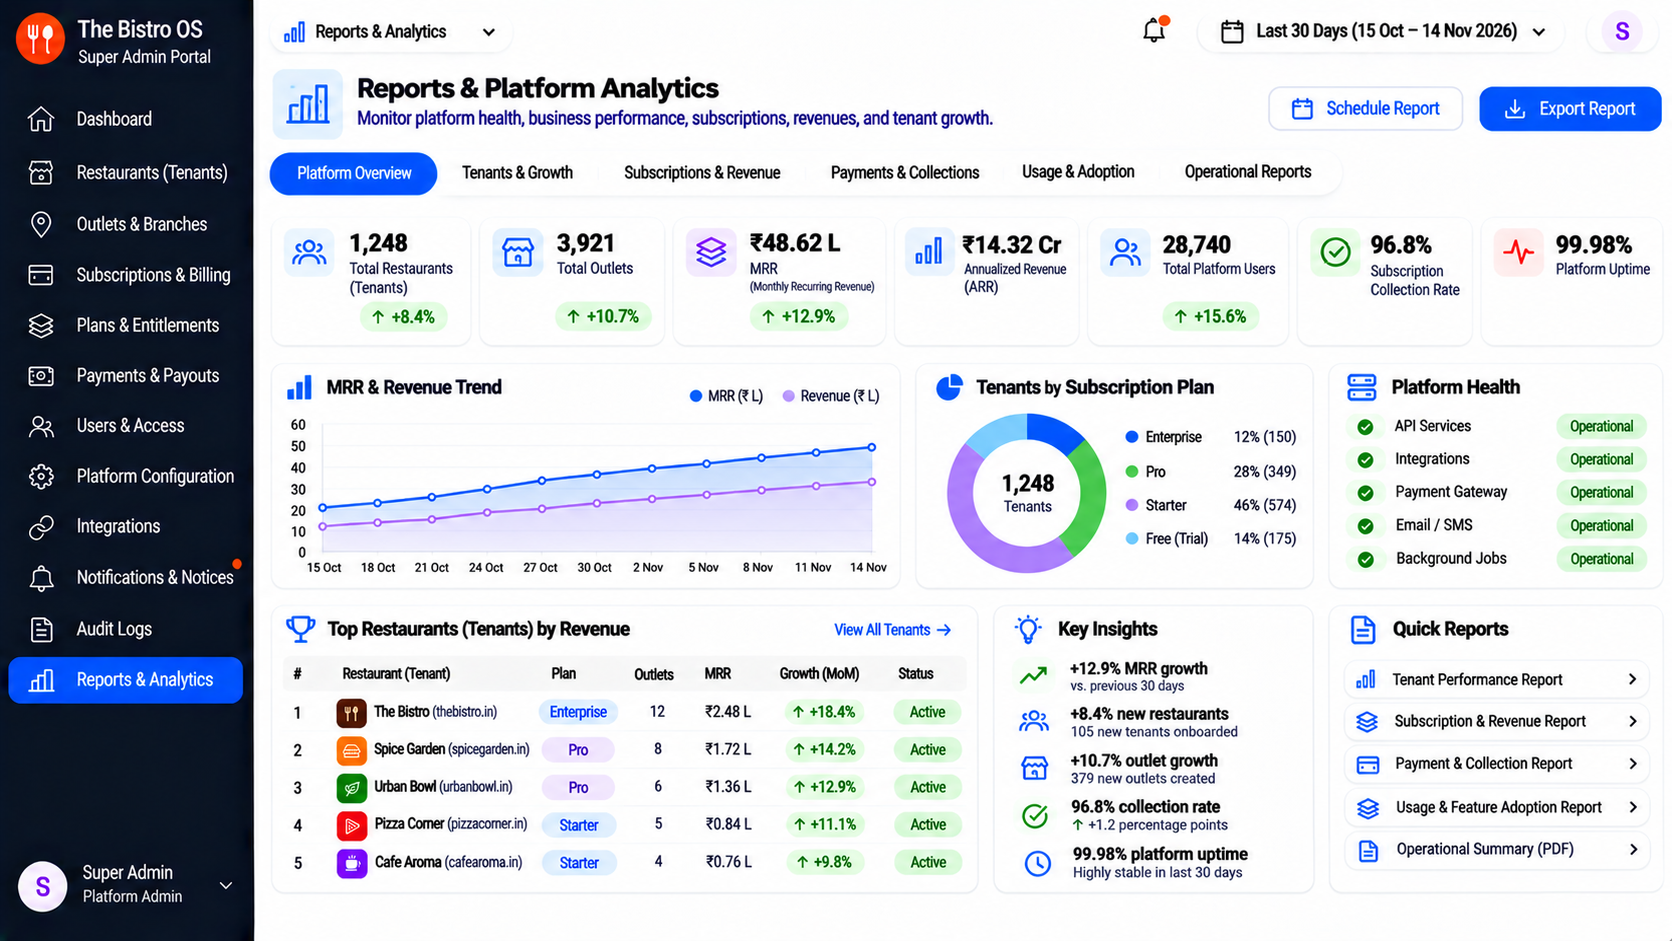 The Bistro OS
Super Admin Portal
Dashboard
Restaurants (Tenants)
Outlets & Branches
Subscriptions & Billing
Plans & Entitlements
Payments & Payouts
Users & Access
Platform Configuration
Integrations
Notifications & Notices
Audit Logs
Reports & Analytics
S
Super Admin
Platform Admin
Reports & Analytics
Last 30 Days (15 Oct – 14 Nov 2026)
S
Reports & Platform Analytics
Monitor platform health, business performance, subscriptions, revenues, and tenant growth.
Schedule Report
Export Report
Platform Overview
Tenants & Growth
Subscriptions & Revenue
Payments & Collections
Usage & Adoption
Operational Reports
1,248
Total Restaurants
(Tenants)
↑ +8.4%
3,921
Total Outlets
↑ +10.7%
₹48.62 L
MRR
(Monthly Recurring Revenue)
↑ +12.9%
₹14.32 Cr
Annualized Revenue
(ARR)
28,740
Total Platform Users
↑ +15.6%
96.8%
Subscription
Collection Rate
99.98%
Platform Uptime
MRR & Revenue Trend
MRR (₹ L)
Revenue (₹ L)
60
50
40
30
20
10
0
15 Oct 18 Oct 21 Oct 24 Oct 27 Oct 30 Oct 2 Nov 5 Nov 8 Nov 11 Nov 14 Nov
Tenants by Subscription Plan
1,248
Tenants
Enterprise 12% (150)
Pro 28% (349)
Starter 46% (574)
Free (Trial) 14% (175)
Platform Health
API Services Operational
Integrations Operational
Payment Gateway Operational
Email / SMS Operational
Background Jobs Operational
Top Restaurants (Tenants) by Revenue
View All Tenants →
# Restaurant (Tenant) Plan Outlets MRR Growth (MoM) Status
1 The Bistro (thebistro.in) Enterprise 12 ₹2.48 L ↑ +18.4% Active
2 Spice Garden (spicegarden.in) Pro 8 ₹1.72 L ↑ +14.2% Active
3 Urban Bowl (urbanbowl.in) Pro 6 ₹1.36 L ↑ +12.9% Active
4 Pizza Corner (pizzacorner.in) Starter 5 ₹0.84 L ↑ +11.1% Active
5 Cafe Aroma (cafearoma.in) Starter 4 ₹0.76 L ↑ +9.8% Active
Key Insights
+12.9% MRR growth
vs. previous 30 days
+8.4% new restaurants
105 new tenants onboarded
+10.7% outlet growth
379 new outlets created
96.8% collection rate
↑ +1.2 percentage points
99.98% platform uptime
Highly stable in last 30 days
Quick Reports
Tenant Performance Report
Subscription & Revenue Report
Payment & Collection Report
Usage & Feature Adoption Report
Operational Summary (PDF)